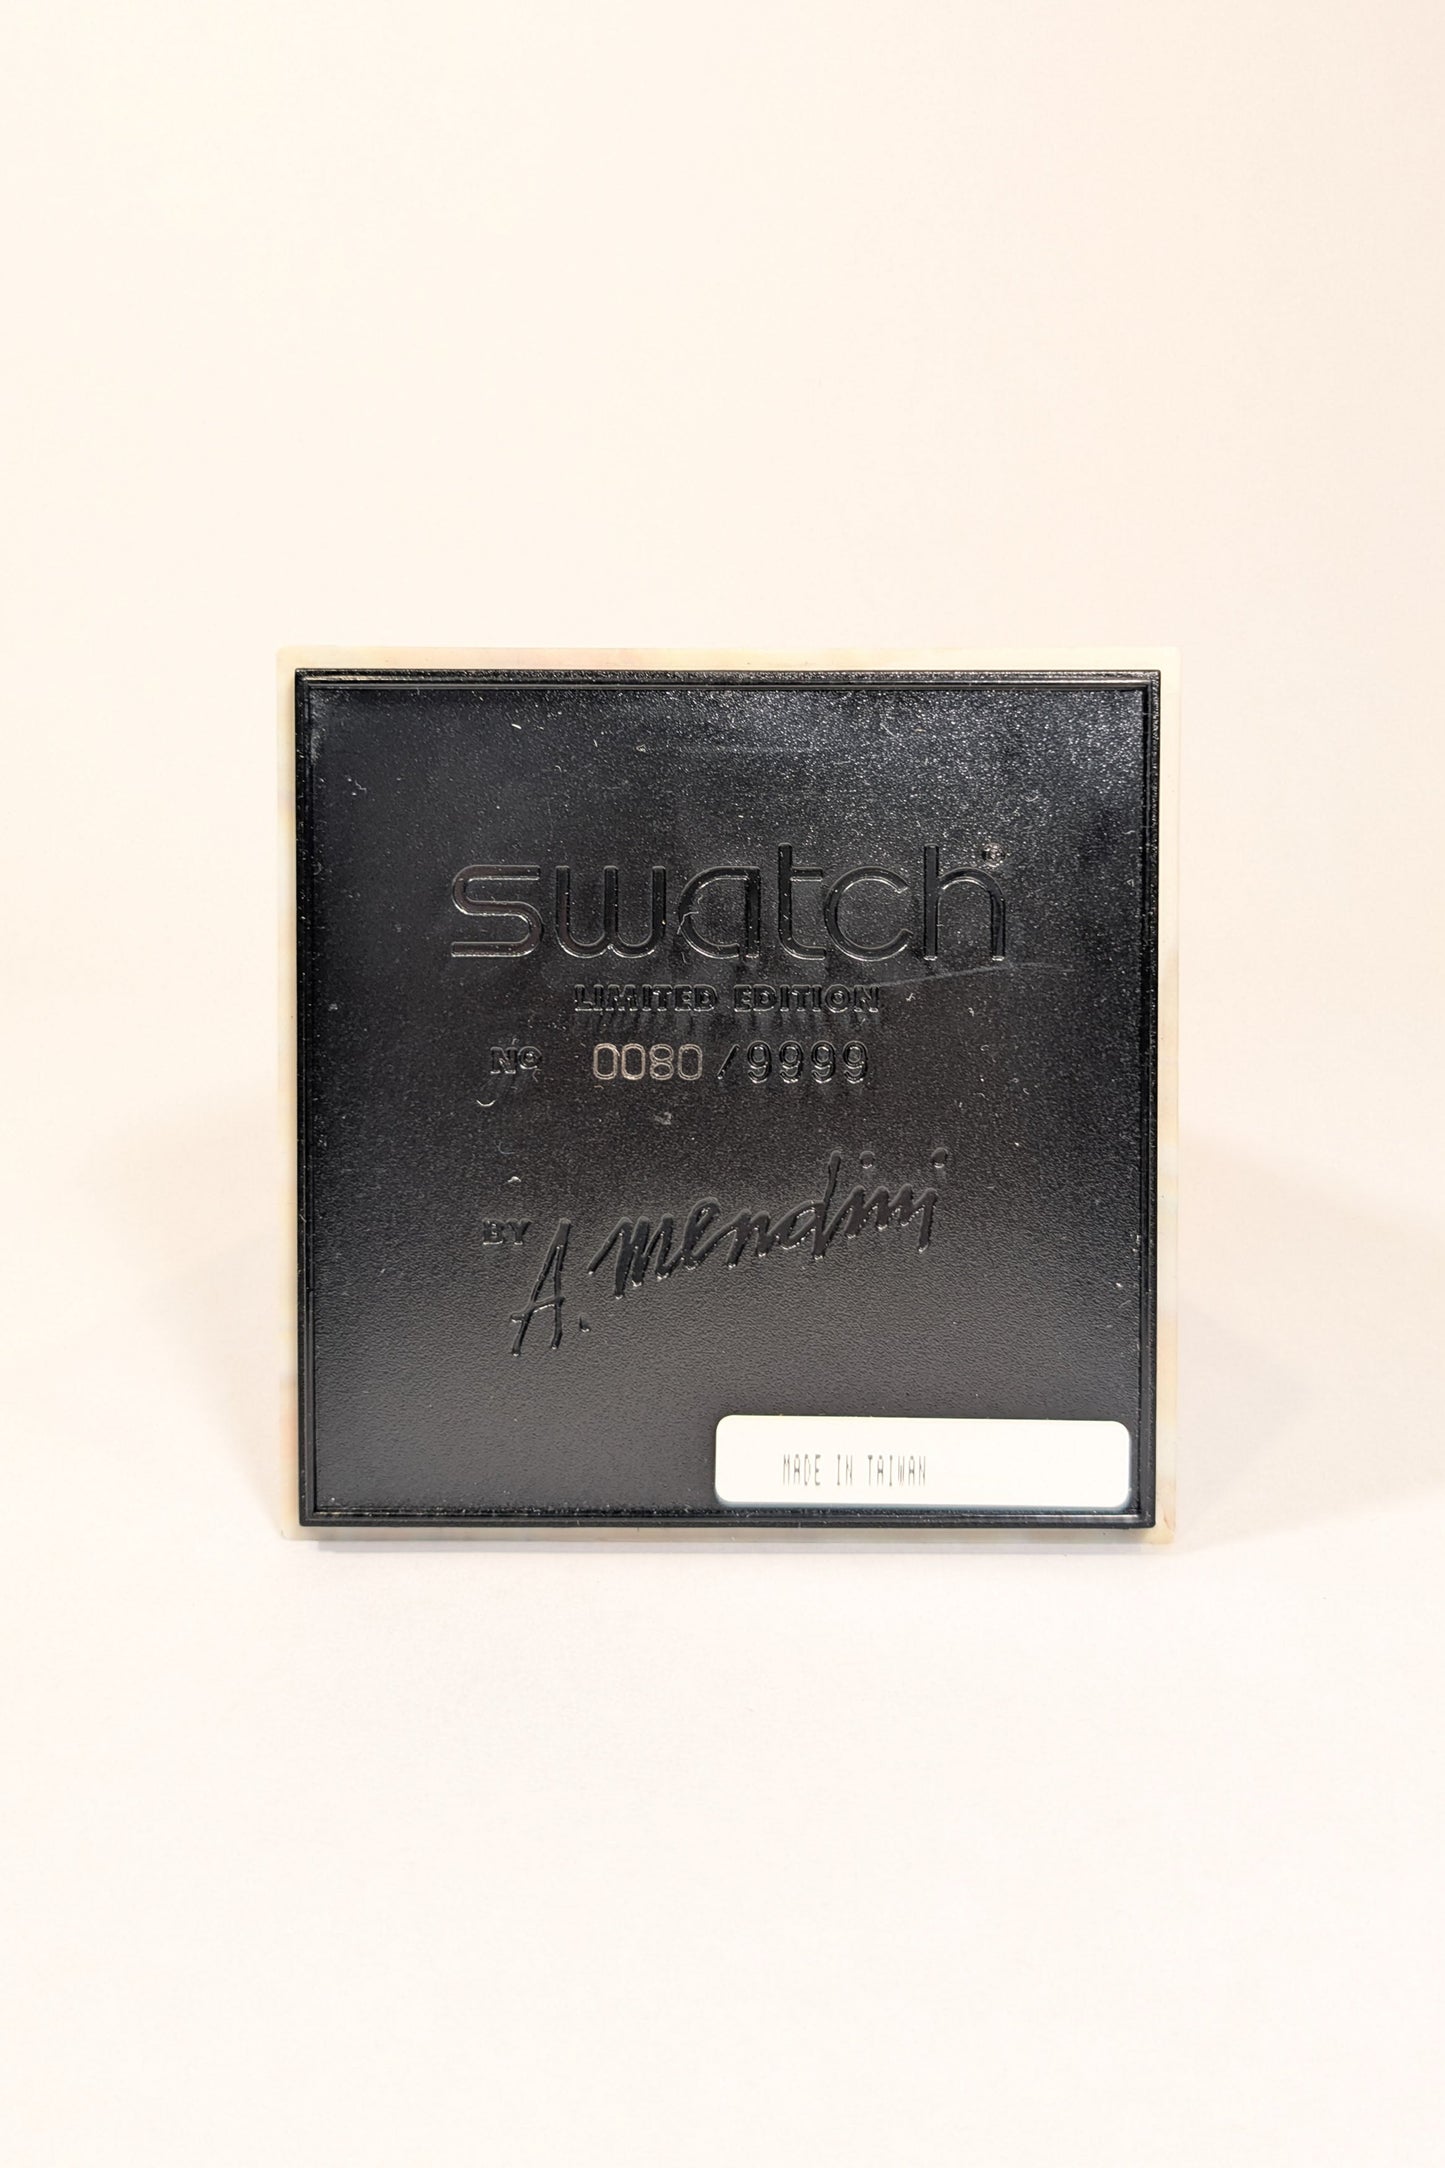 swatch®
LIMITED EDITION
Nº 0080/9999
BY A. mendini
MADE IN TAIWAN